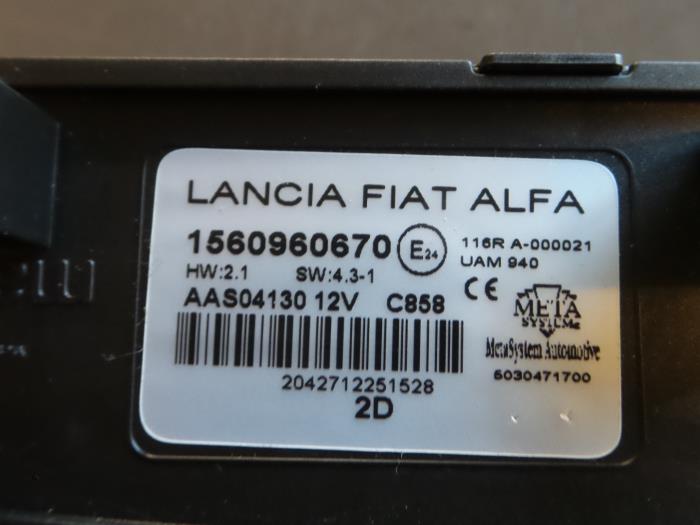 LANCIA FIAT ALFA
1560960670 E24 116R A-000021
UAM 940
HW:2.1 SW:4.3-1
AAS04130 12V C858 CE
META
SYSTEM
MetaSystem Automotive
5030471700
2042712251528
2D